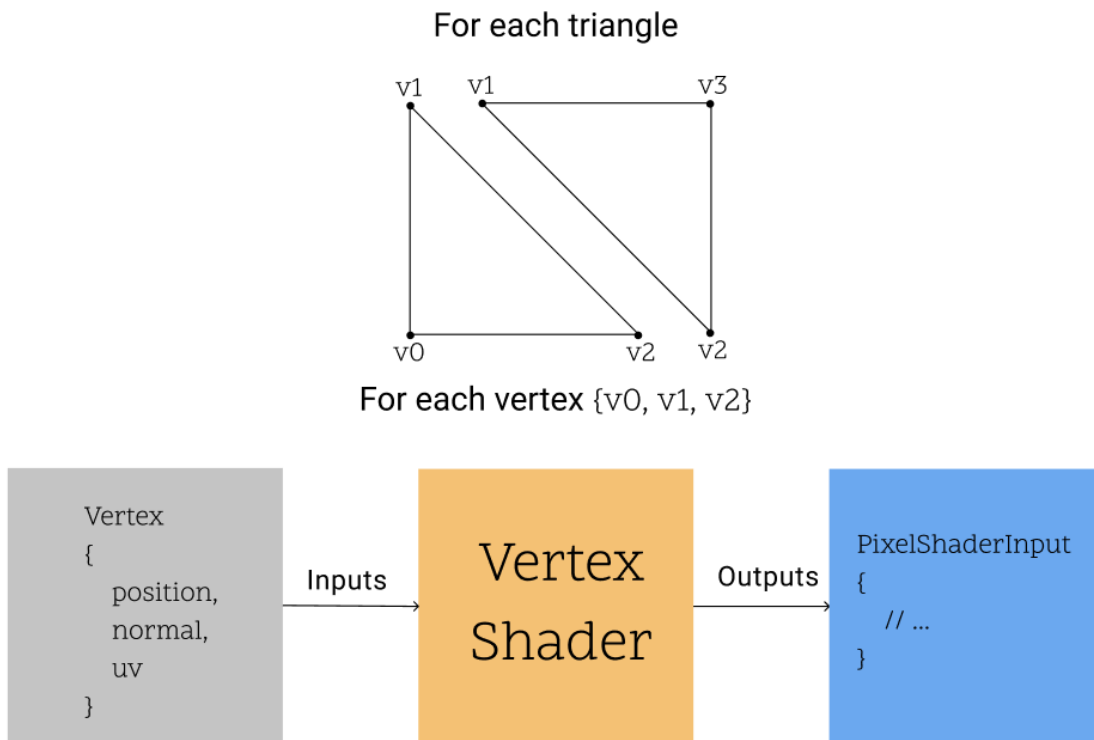 For each triangle
v1
v1
v3
v0
v2
v2
For each vertex {v0, v1, v2}
Vertex
{
position,
normal,
uv
}
Inputs
Vertex
Shader
Outputs
PixelShaderInput
{
// ...
}